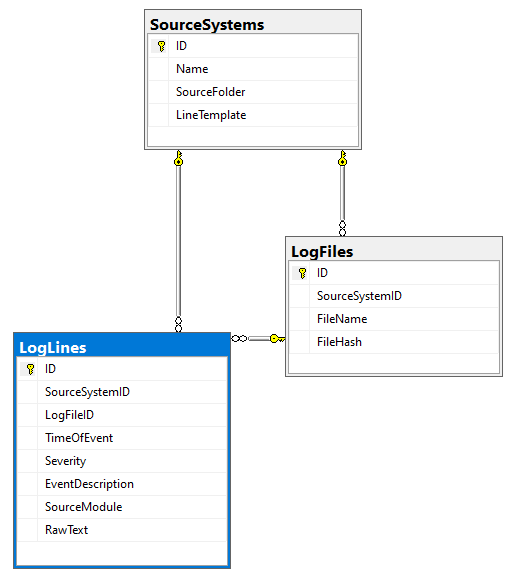 SourceSystems
ID
Name
SourceFolder
LineTemplate
LogFiles
ID
SourceSystemID
FileName
FileHash
LogLines
ID
SourceSystemID
LogFileID
TimeOfEvent
Severity
EventDescription
SourceModule
RawText